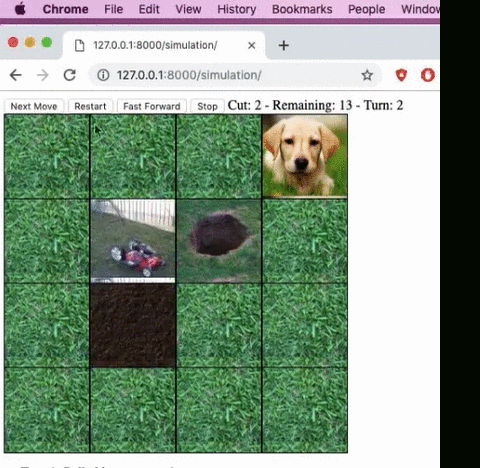 Chrome File Edit View History Bookmarks People Window
127.0.0.1:8000/simulation/
127.0.0.1:8000/simulation/
Next Move Restart Fast Forward Stop Cut: 2 - Remaining: 13 - Turn: 2